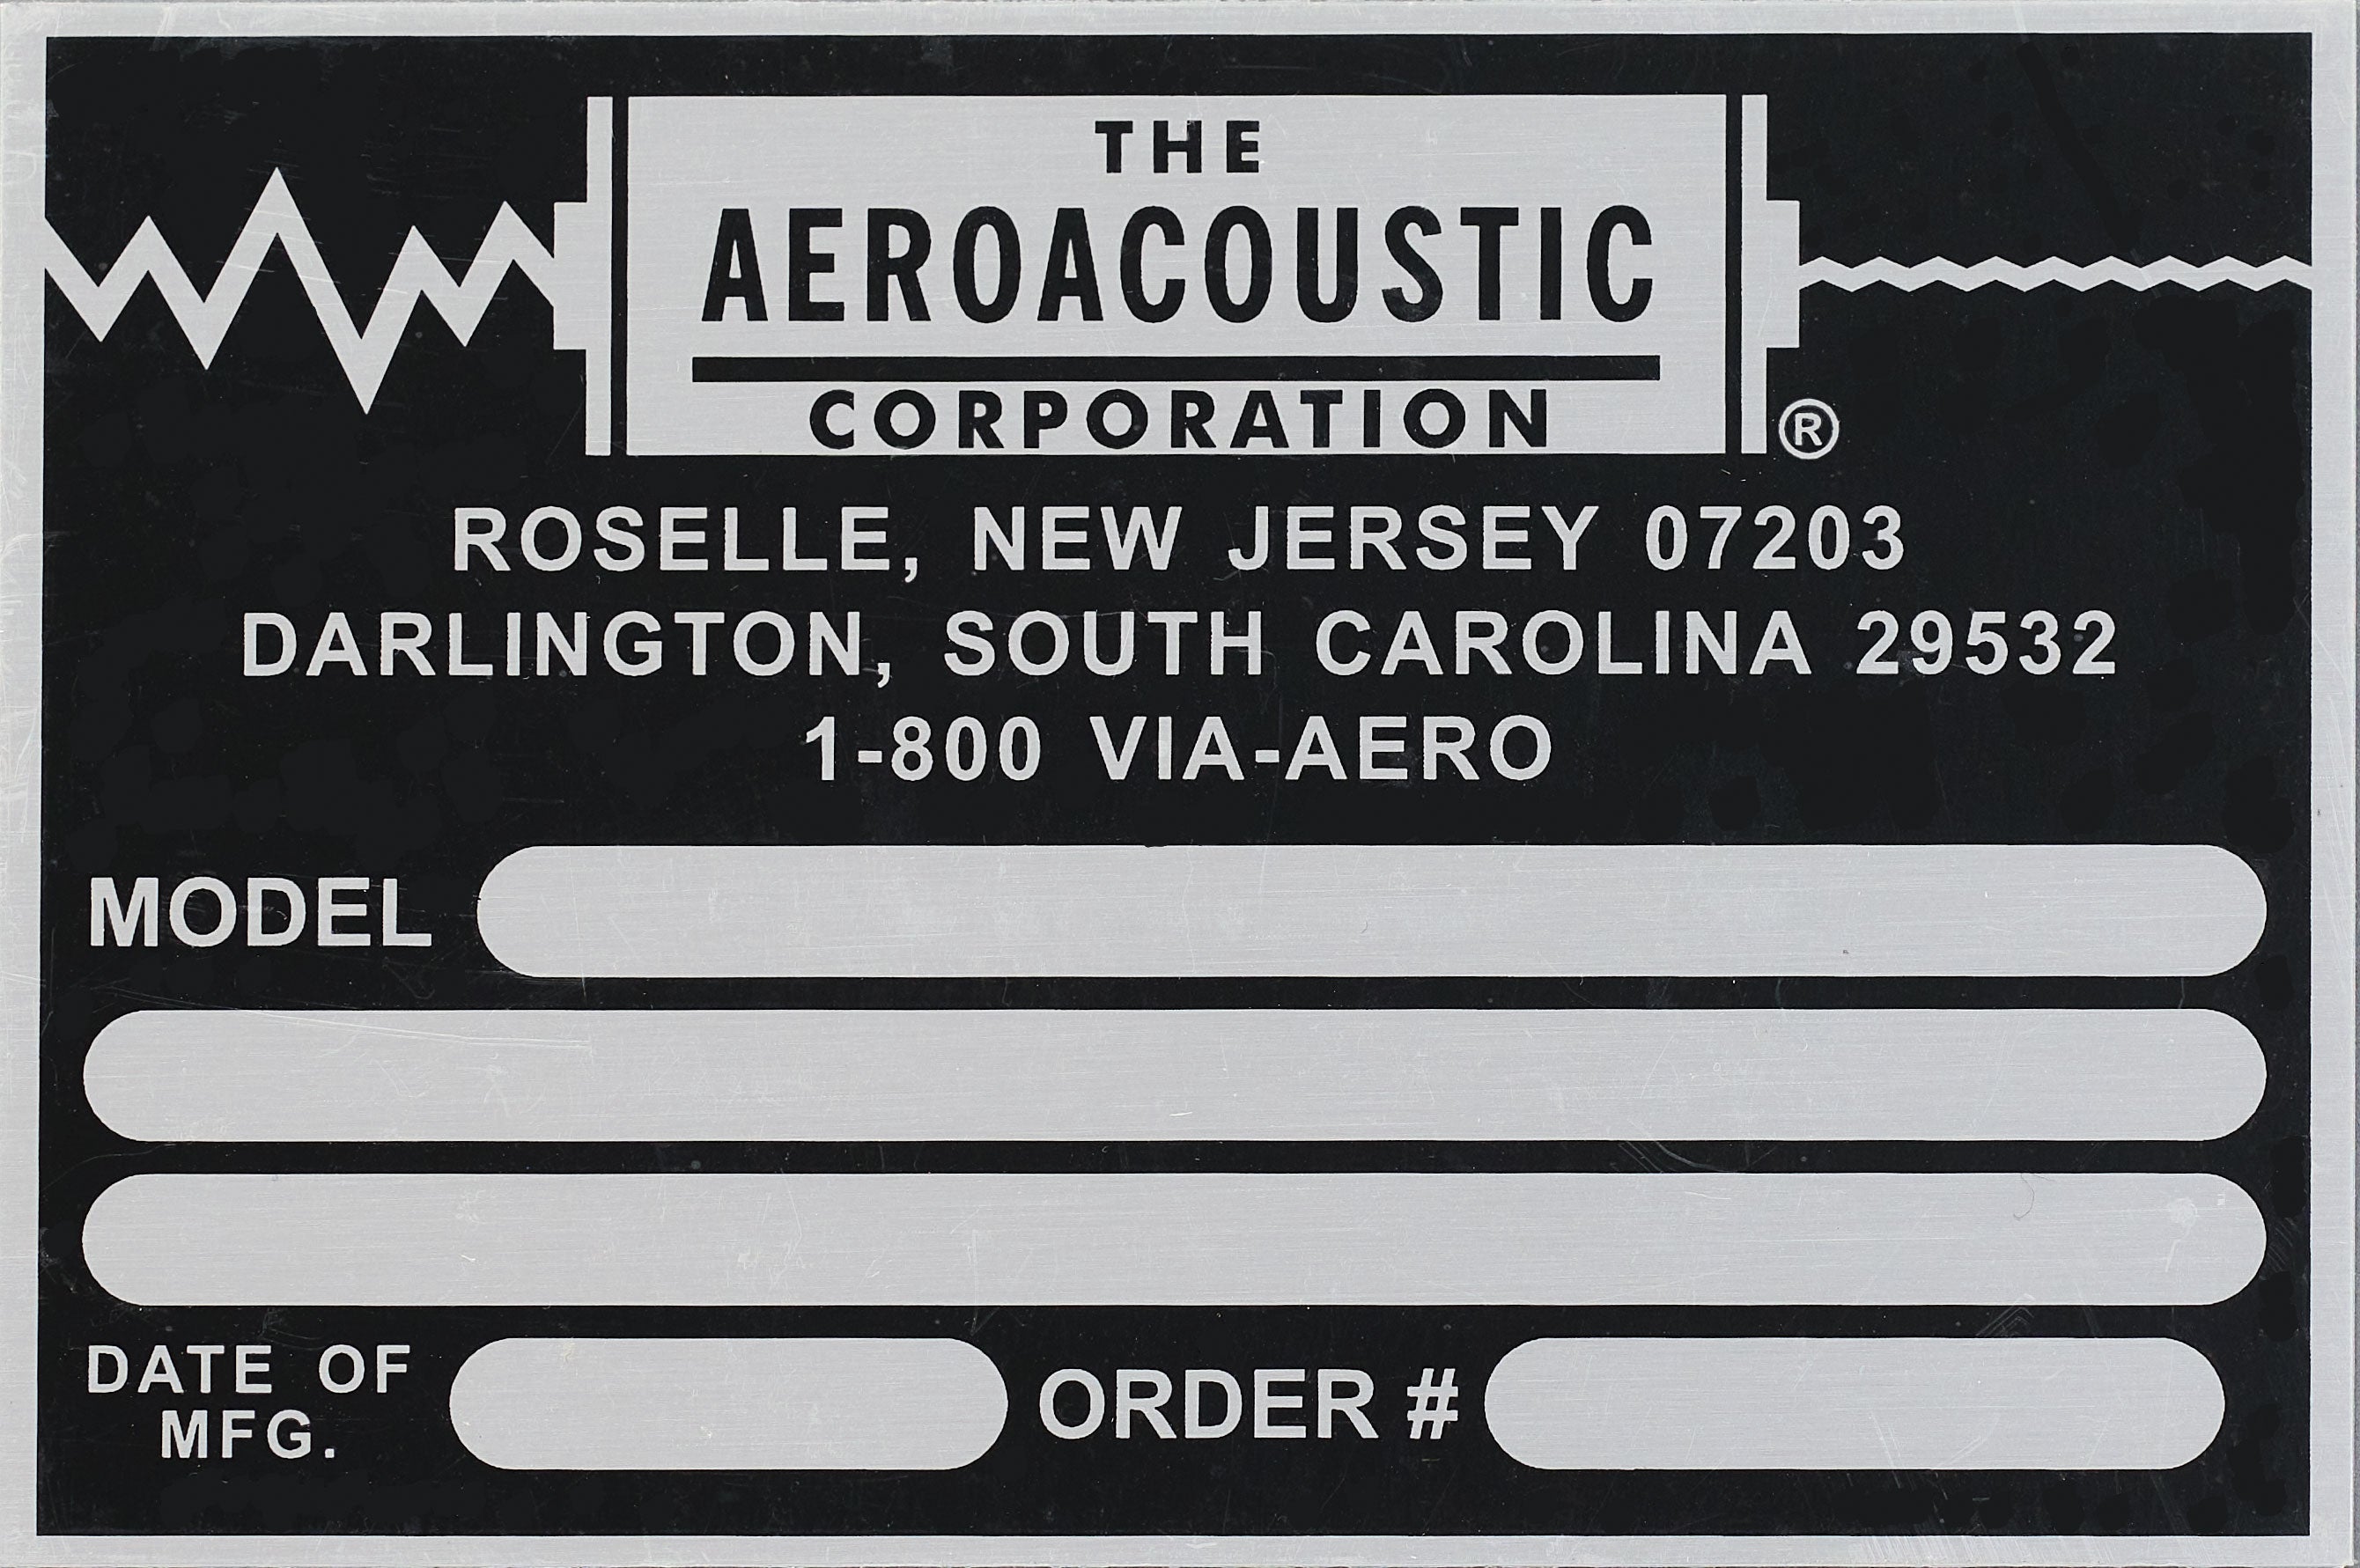 THE
AEROACOUSTIC
CORPORATION
®
ROSELLE, NEW JERSEY 07203
DARLINGTON, SOUTH CAROLINA 29532
1-800 VIA-AERO
MODEL
DATE OF
MFG.
ORDER #